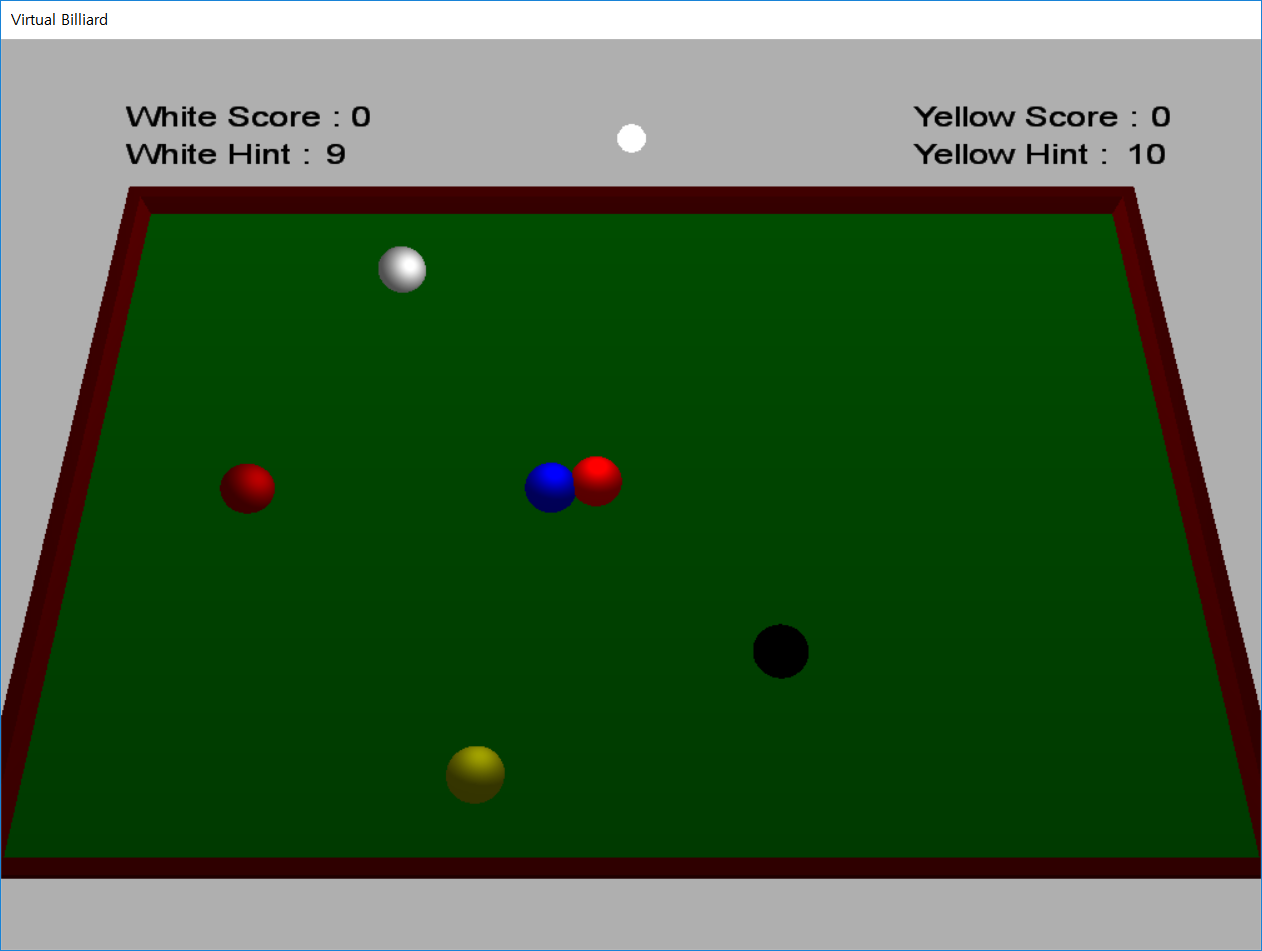 Virtual Billiard
White Score : 0
White Hint : 9
Yellow Score : 0
Yellow Hint : 10